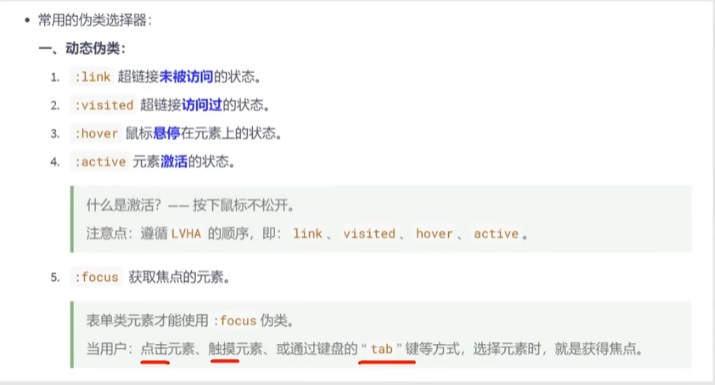 • 常用的伪类选择器：
一、动态伪类：
1. :link 超链接未被访问的状态。
2. :visited 超链接访问过的状态。
3. :hover 鼠标悬停在元素上的状态。
4. :active 元素激活的状态。
什么是激活？—— 按下鼠标不松开。
注意点：遵循 LVHA 的顺序，即：link、visited、hover、active。
5. :focus 获取焦点的元素。
表单类元素才能使用 :focus 伪类。
当用户：点击元素、触摸元素、或通过键盘的“tab”键等方式，选择元素时，就是获得焦点。